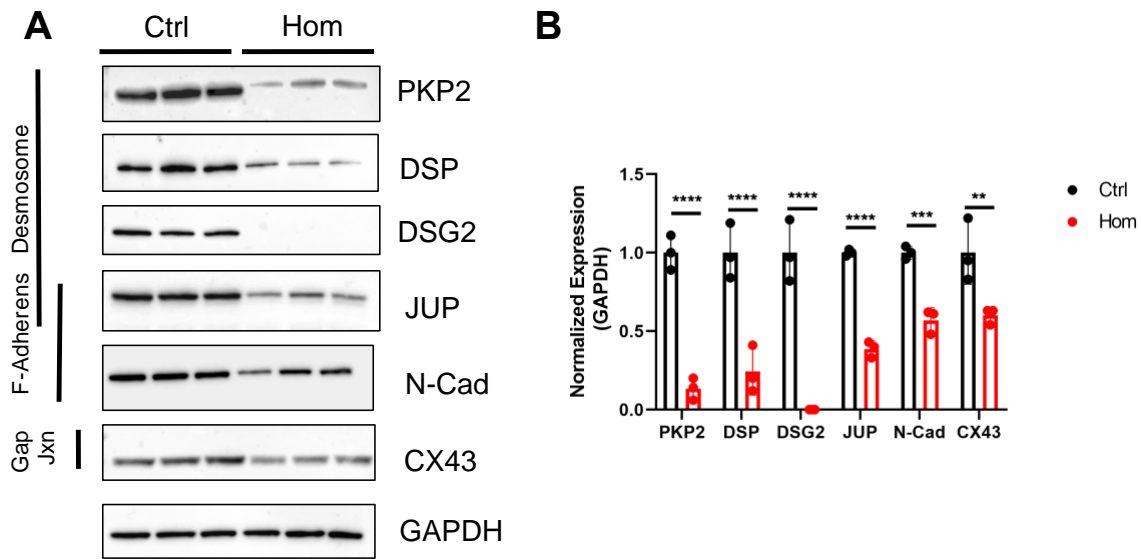 A
Ctrl Hom
Desmosome
F-Adherens
Gap
Jxn
PKP2
DSP
DSG2
JUP
N-Cad
CX43
GAPDH
B
Normalized Expression
(GAPDH)
1.5
1.0
0.5
0.0
**** **** **** **** *** **
PKP2 DSP DSG2 JUP N-Cad CX43
Ctrl
Hom